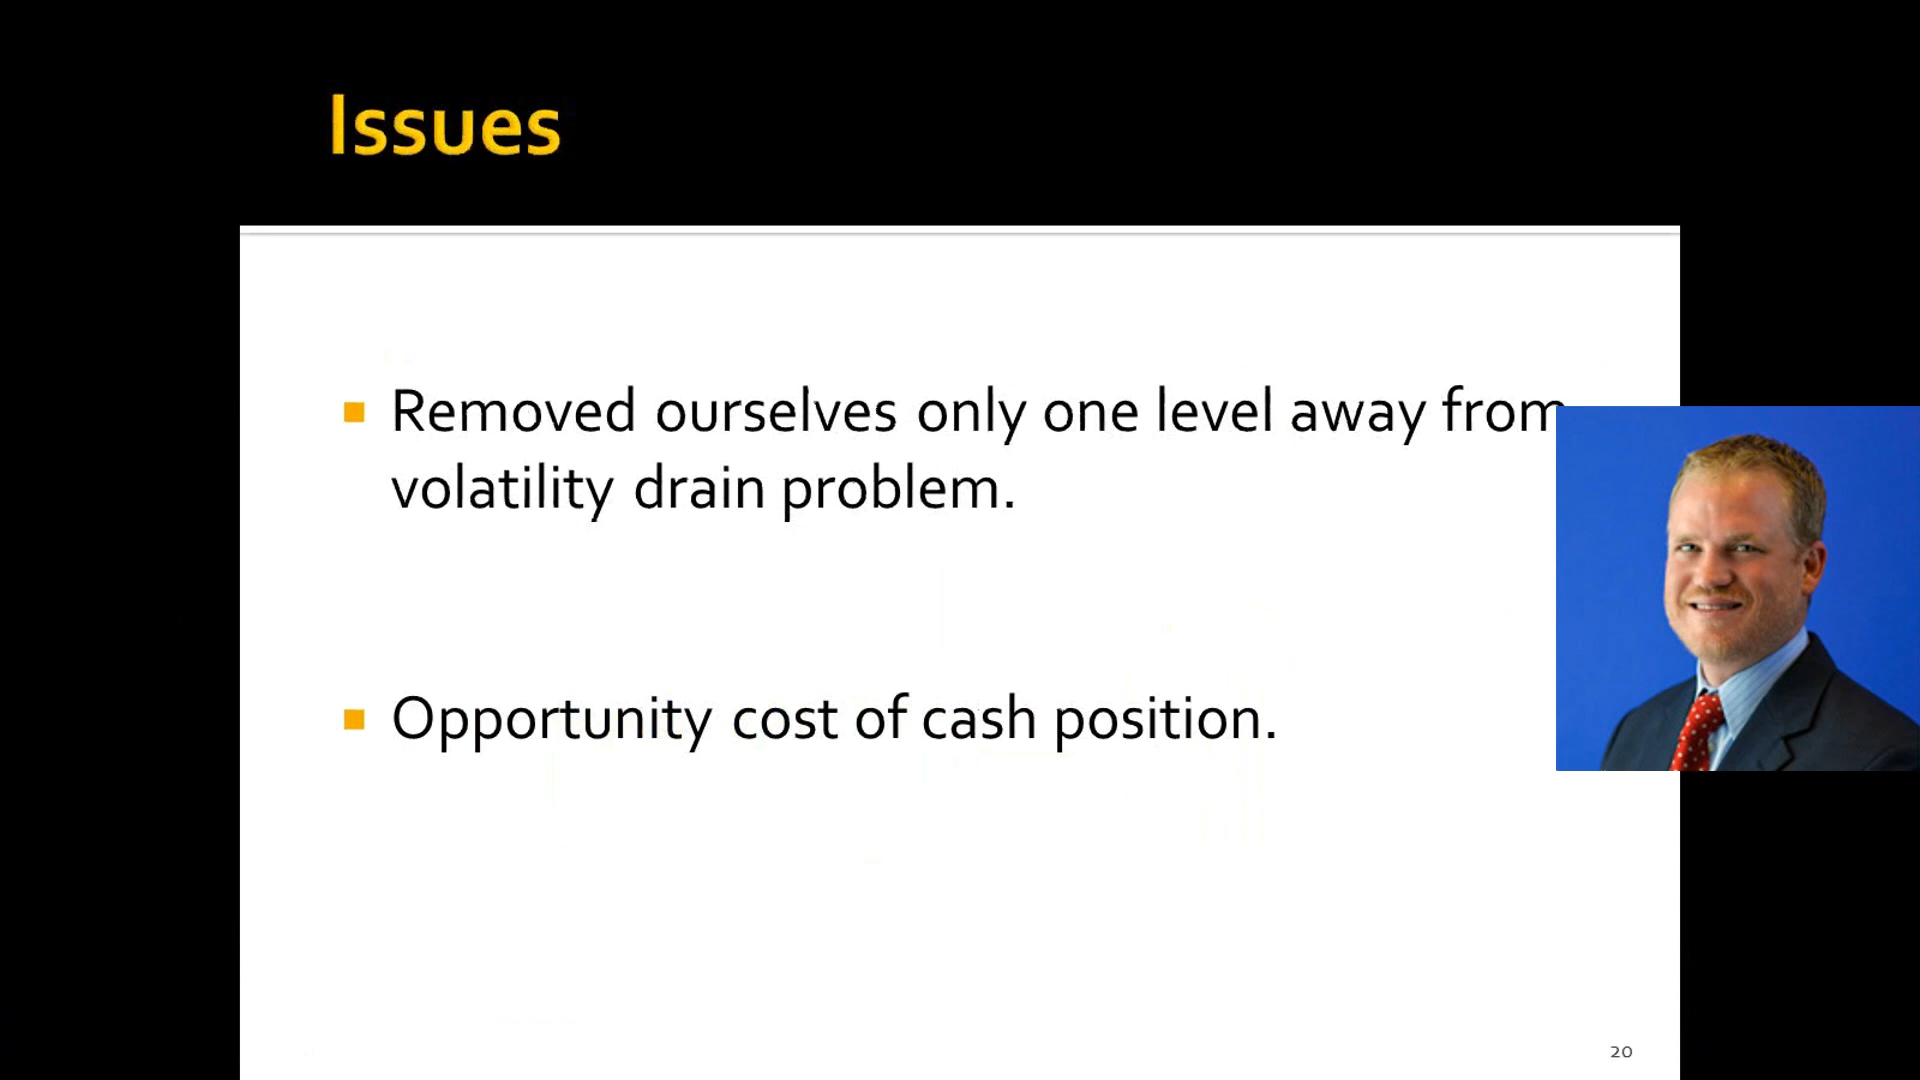 Issues
Removed ourselves only one level away from
volatility drain problem.
Opportunity cost of cash position.
20